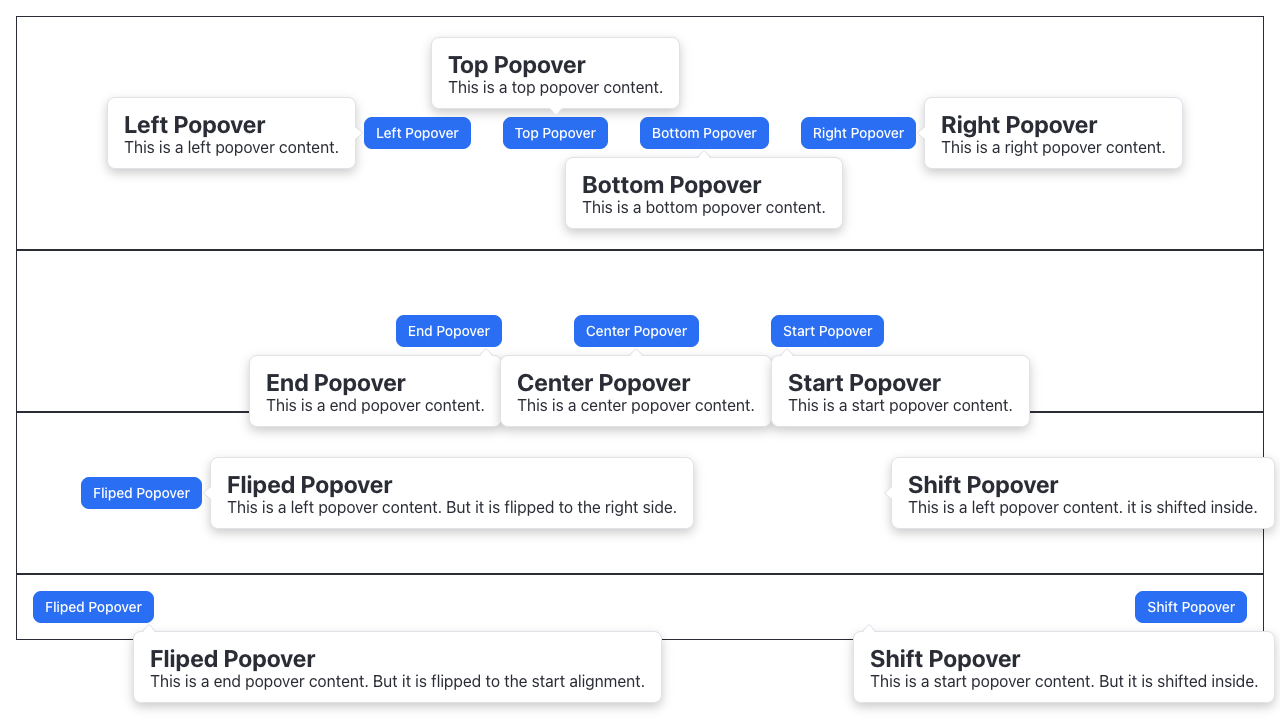 Top Popover
This is a top popover content.
Left Popover
This is a left popover content.
Left Popover
Top Popover
Bottom Popover
Right Popover
Right Popover
This is a right popover content.
Bottom Popover
This is a bottom popover content.
End Popover
Center Popover
Start Popover
End Popover
This is a end popover content.
Center Popover
This is a center popover content.
Start Popover
This is a start popover content.
Fliped Popover
Fliped Popover
This is a left popover content. But it is flipped to the right side.
Shift Popover
This is a left popover content. it is shifted inside.
Fliped Popover
Shift Popover
Fliped Popover
This is a end popover content. But it is flipped to the start alignment.
Shift Popover
This is a start popover content. But it is shifted inside.